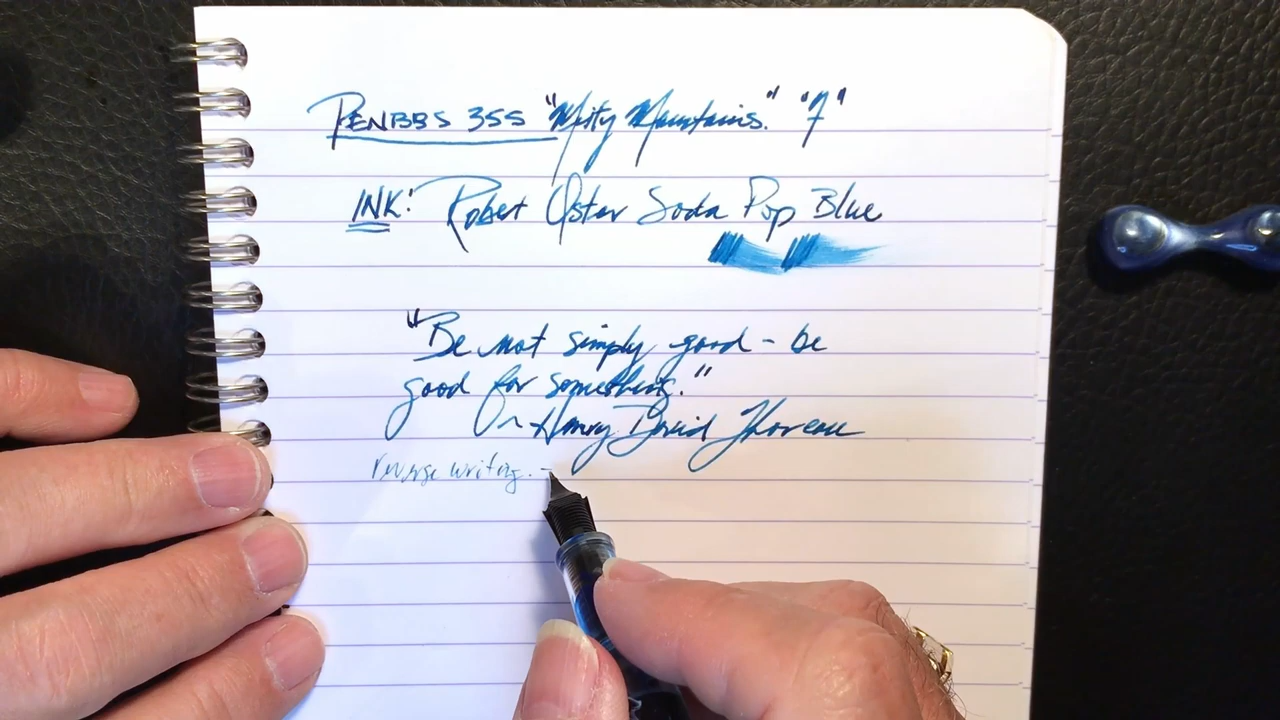 PENBBS 355 "Misty Mountains." "F"
INK: Robert Oster Soda Pop Blue
"Be not simply good - be
good for something."
~ Henry David Thoreau
reverse writing. -